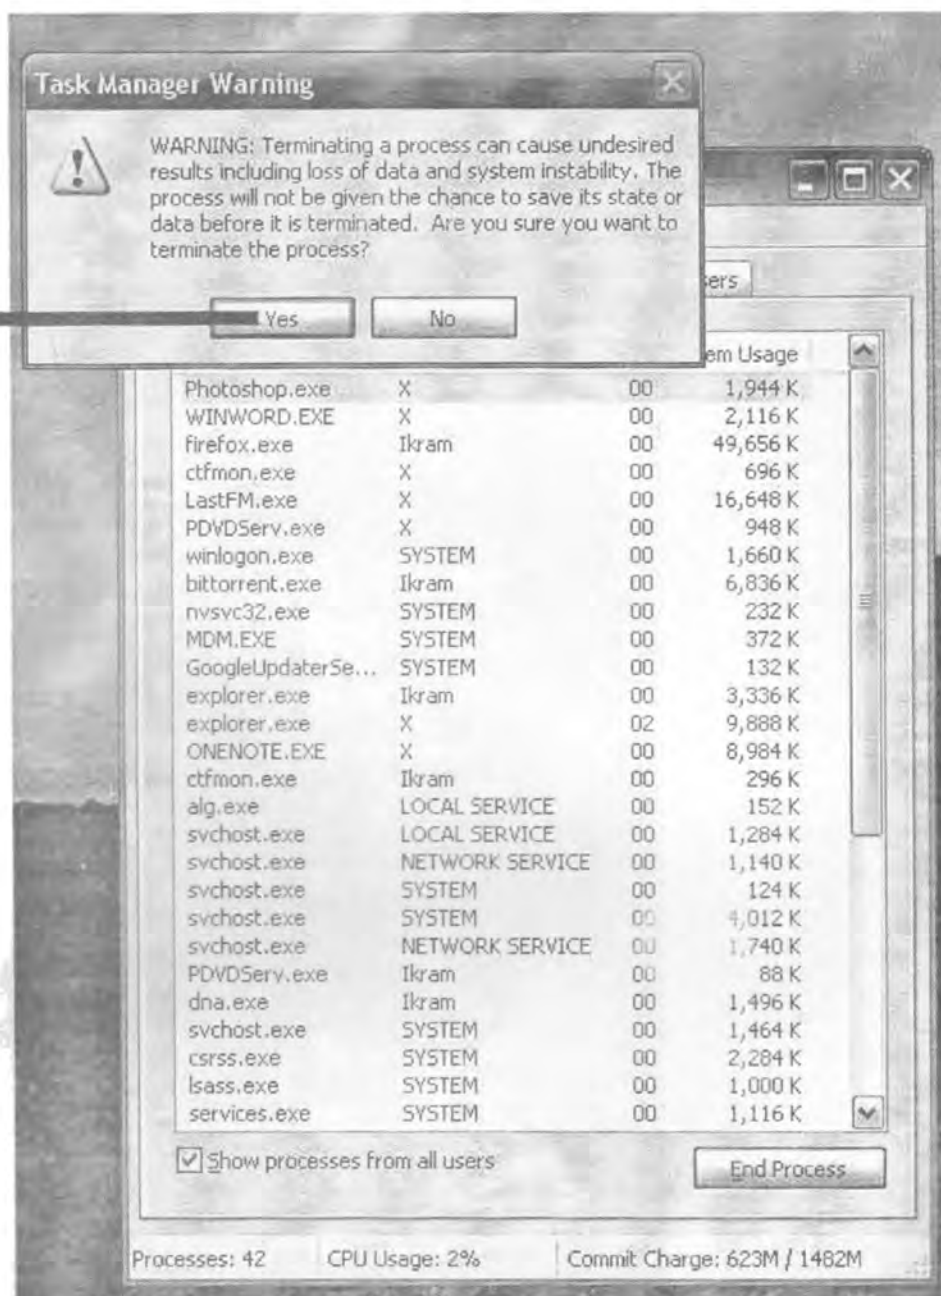 Task Manager Warning
WARNING: Terminating a process can cause undesired
results including loss of data and system instability. The
process will not be given the chance to save its state or
data before it is terminated. Are you sure you want to
terminate the process?
Yes No
sers
em Usage
Photoshop.exe X 00 1,944 K
WINWORD.EXE X 00 2,116 K
firefox.exe Ikram 00 49,656 K
ctfmon.exe X 00 696 K
LastFM.exe X 00 16,648 K
PDVDServ.exe X 00 948 K
winlogon.exe SYSTEM 00 1,660 K
bittorrent.exe Ikram 00 6,836 K
nvsvc32.exe SYSTEM 00 232 K
MDM.EXE SYSTEM 00 372 K
GoogleUpdaterSe... SYSTEM 00 132 K
explorer.exe Ikram 00 3,336 K
explorer.exe X 02 9,888 K
ONENOTE.EXE X 00 8,984 K
ctfmon.exe Ikram 00 296 K
alg.exe LOCAL SERVICE 00 152 K
svchost.exe LOCAL SERVICE 00 1,284 K
svchost.exe NETWORK SERVICE 00 1,140 K
svchost.exe SYSTEM 00 124 K
svchost.exe SYSTEM 00 4,012 K
svchost.exe NETWORK SERVICE 00 1,740 K
PDVDServ.exe Ikram 00 88 K
dna.exe Ikram 00 1,496 K
svchost.exe SYSTEM 00 1,464 K
csrss.exe SYSTEM 00 2,284 K
lsass.exe SYSTEM 00 1,000 K
services.exe SYSTEM 00 1,116 K
Show processes from all users
End Process
Processes: 42 CPU Usage: 2% Commit Charge: 623M / 1482M